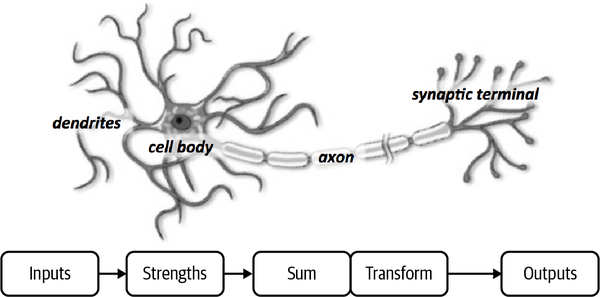 synaptic terminal
dendrites
cell body
axon
Inputs
Strengths
Sum
Transform
Outputs